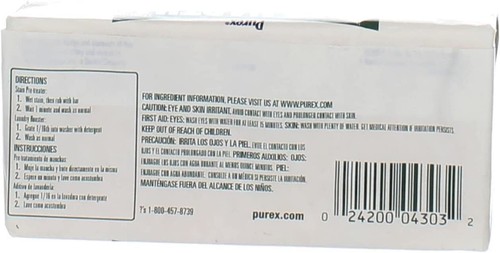 Purex
DIRECTIONS
Stain Pre-treater:
1. Wet stain, then rub with bar
2. Wait 1 minute and wash as normal
Laundry Booster:
1. Grate 1/16th into washer with detergent
2. Wash as normal
INSTRUCCIONES
Pre tratamiento de manchas:
1. Moje la mancha y frote directamente en la misma
2. Espere un minuto y lave como acostumbra
Aditivo de lavandería:
1. Agregue 1/16 en la lavadora con detergente
2. Lave como acostumbra
FOR INGREDIENT INFORMATION, PLEASE VISIT US AT WWW.PUREX.COM
CAUTION: EYE AND SKIN IRRITANT. AVOID CONTACT WITH EYES AND PROLONGED CONTACT WITH SKIN.
FIRST AID: EYES: WASH EYES WITH WATER FOR AT LEAST 15 MINUTES. SKIN: WASH WITH PLENTY OF WATER. GET MEDICAL ATTENTION IF IRRITATION PERSISTS.
KEEP OUT OF REACH OF CHILDREN.
PRECAUCIÓN: IRRITA LOS OJOS Y LA PIEL. EVITE EL CONTACTO CON LOS
OJOS Y EL CONTACTO PROLONGADO CON LA PIEL. PRIMEROS AUXILIOS: OJOS:
ENJUAGUE LOS OJOS CON AGUA DURANTE AL MENOS 15 MINUTOS. PIEL:
ENJUAGUE CON AGUA ABUNDANTE. CONSULTE A UN MÉDICO SI PERSISTE LA IRRITACIÓN.
MANTÉNGASE FUERA DEL ALCANCE DE LOS NIÑOS.
?'s 1-800-457-8739
purex.com
0 24200 04303 2